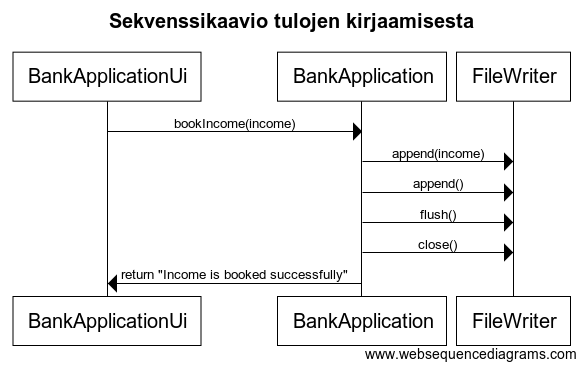 Sekvenssikaavio tulojen kirjaamisesta
BankApplicationUi BankApplication FileWriter
bookIncome(income)
append(income)
append()
flush()
close()
return "Income is booked successfully"
BankApplicationUi BankApplication FileWriter
www.websequencediagrams.com